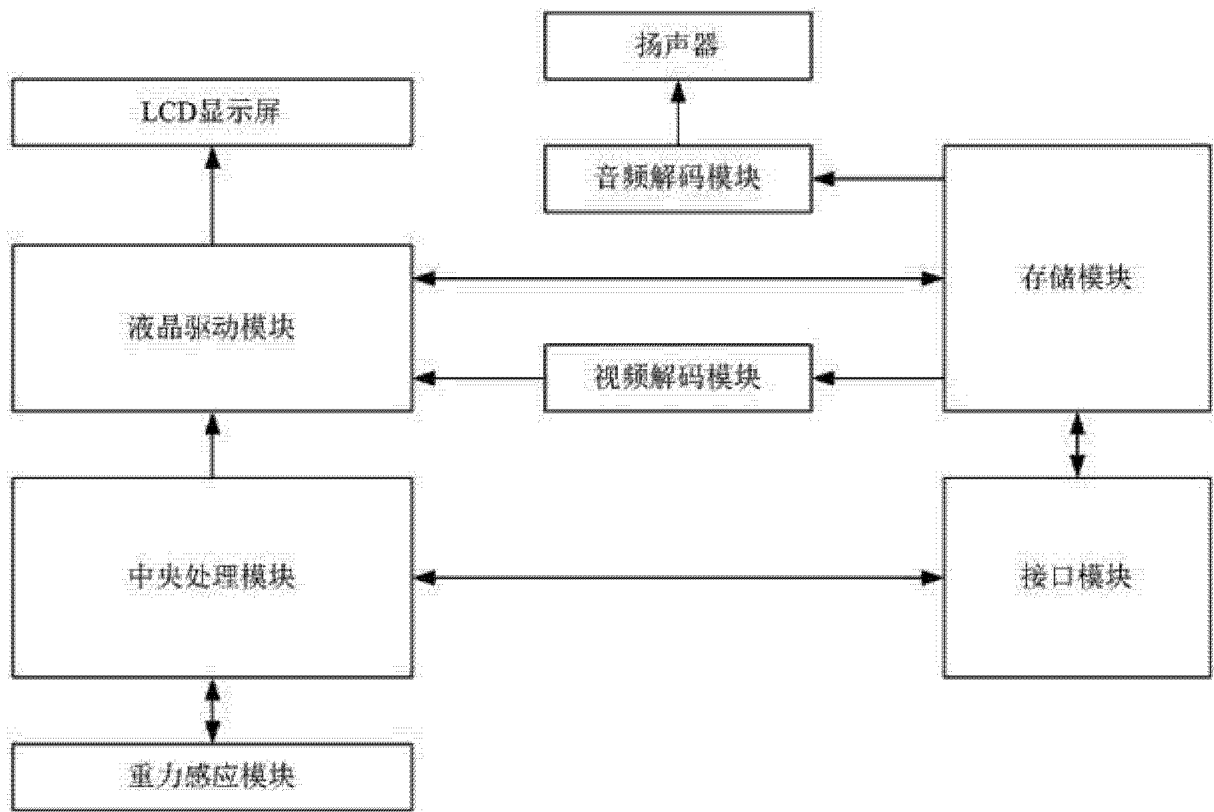 扬声器
LCD显示屏
音频解码模块
存储模块
液晶驱动模块
视频解码模块
中央处理模块
接口模块
重力感应模块